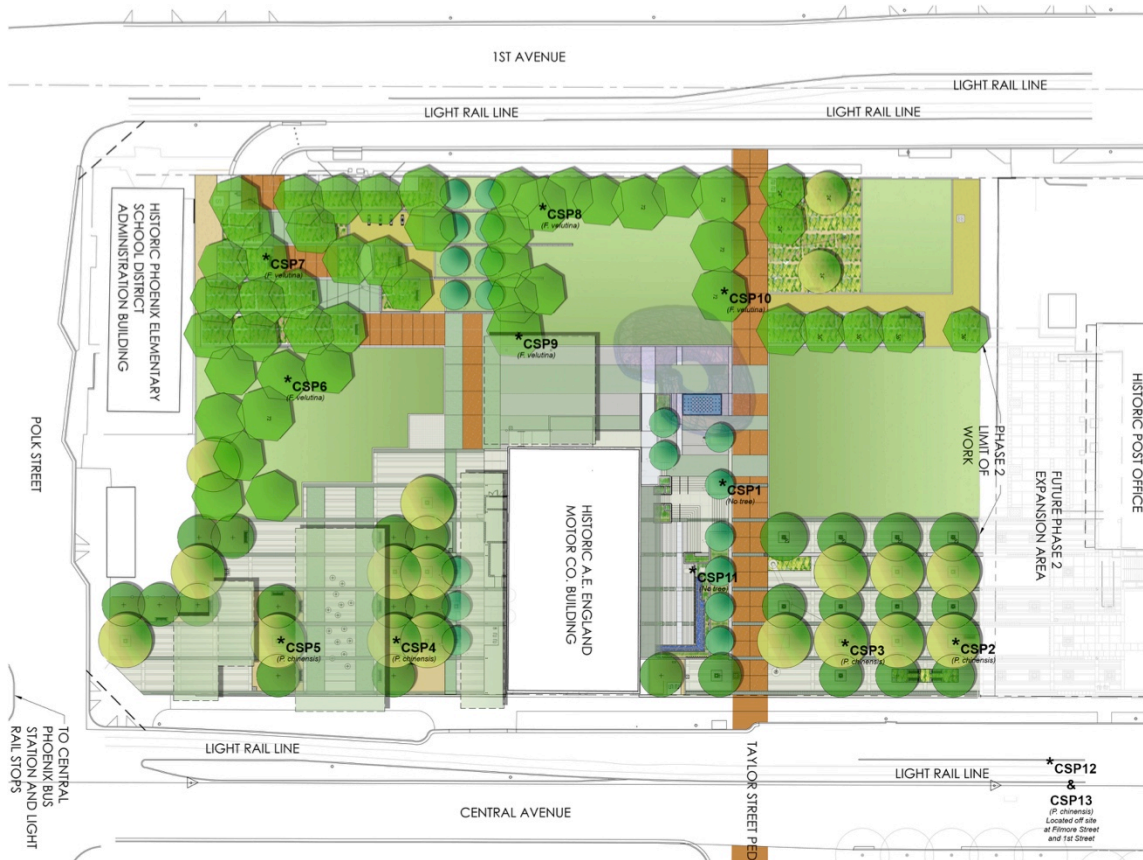 1ST AVENUE
LIGHT RAIL LINE
LIGHT RAIL LINE
LIGHT RAIL LINE
HISTORIC PHOENIX ELEMENTARY
SCHOOL DISTRICT
ADMINISTRATION BUILDING
*CSP8
(F. velutina)
*CSP7
(F. velutina)
*CSP10
(F. velutina)
*CSP9
(F. velutina)
*CSP6
(F. velutina)
POLK STREET
PHASE 2
LIMIT OF
WORK
HISTORIC POST OFFICE
FUTURE PHASE 2
EXPANSION AREA
*CSP1
(No tree)
HISTORIC A.E. ENGLAND
MOTOR CO. BUILDING
*CSP11
(No tree)
*CSP5
(P. chinensis)
*CSP4
(P. chinensis)
*CSP3
(P. chinensis)
*CSP2
(P. chinensis)
TO CENTRAL
PHOENIX BUS
STATION AND LIGHT
RAIL STOPS
LIGHT RAIL LINE
TAYLOR STREET PED
LIGHT RAIL LINE
CENTRAL AVENUE
*CSP12
&
CSP13
(P. chinensis)
Located off site
at Filmore Street
and 1st Street